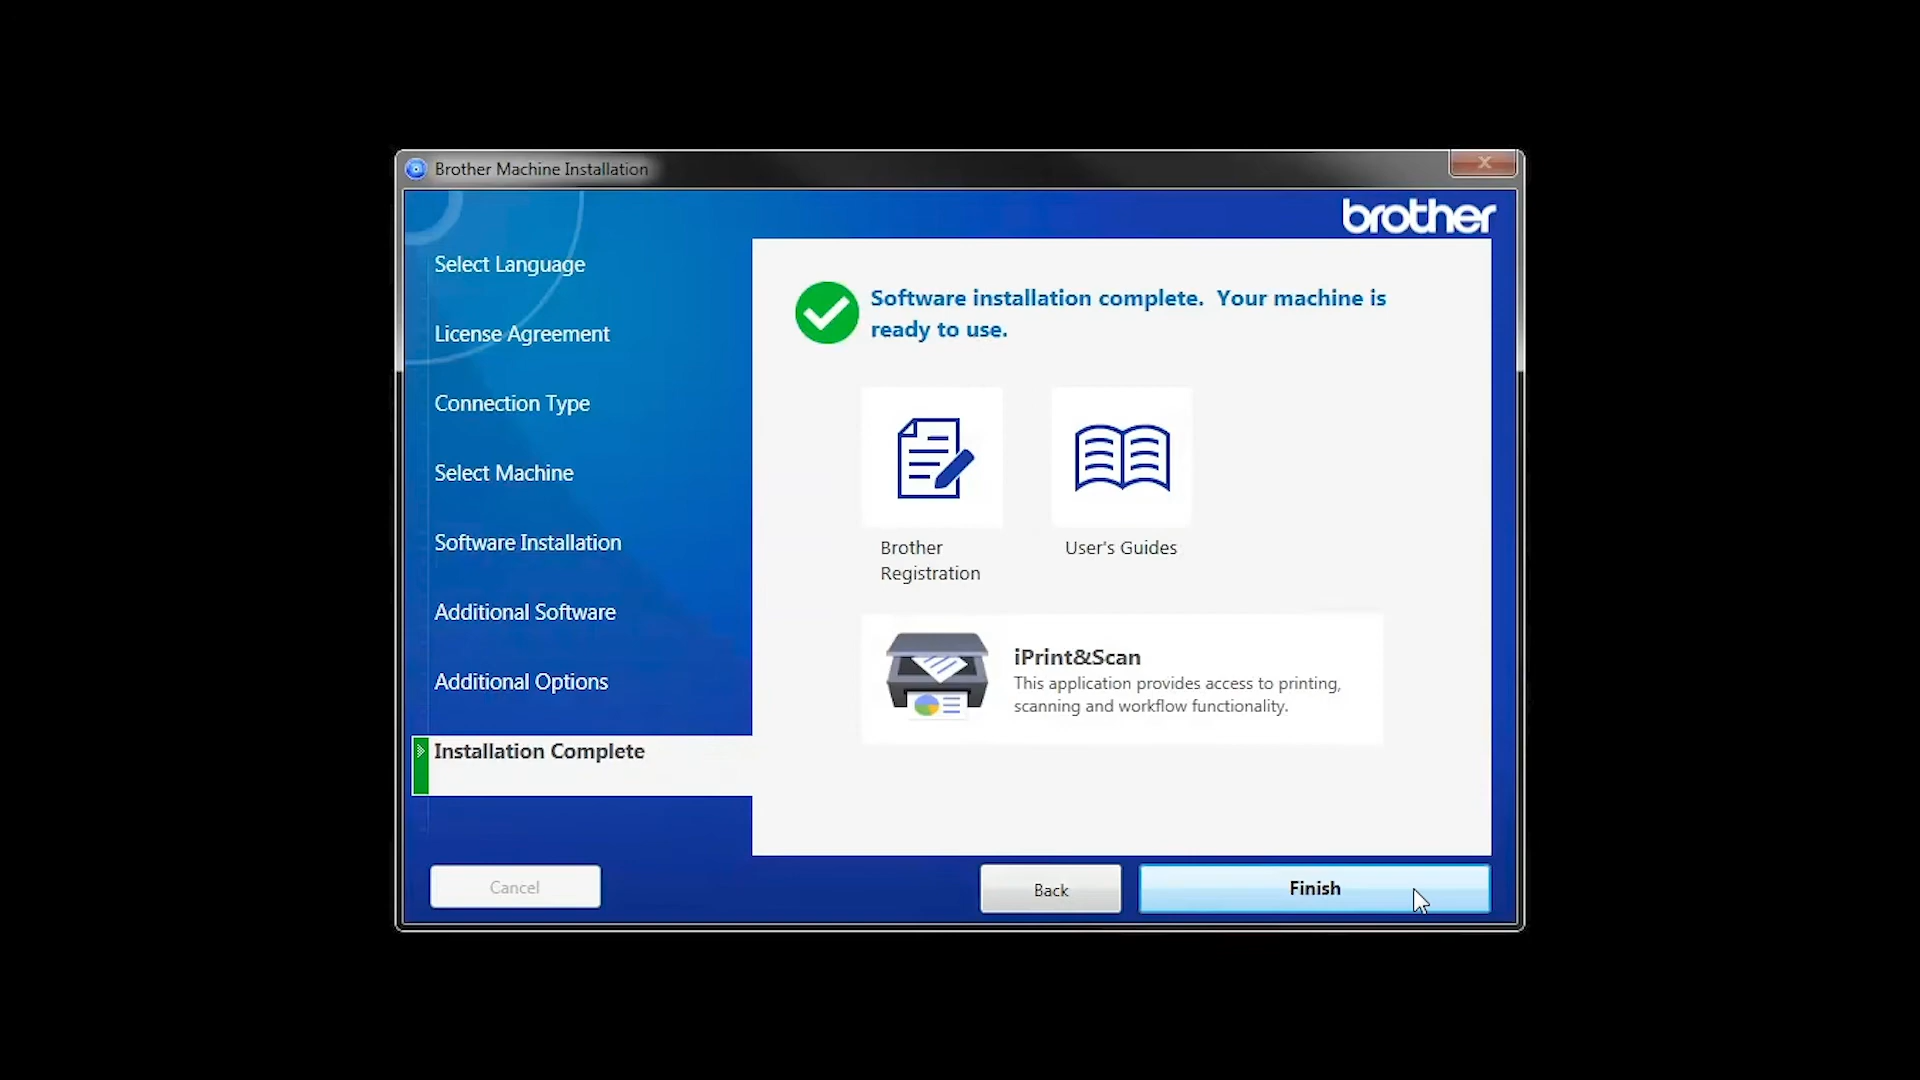 Brother Machine Installation
brother
Select Language
License Agreement
Connection Type
Select Machine
Software Installation
Additional Software
Additional Options
Installation Complete
Software installation complete.  Your machine is
ready to use.
Brother
Registration
User's Guides
iPrint&Scan
This application provides access to printing,
scanning and workflow functionality.
Cancel
Back
Finish